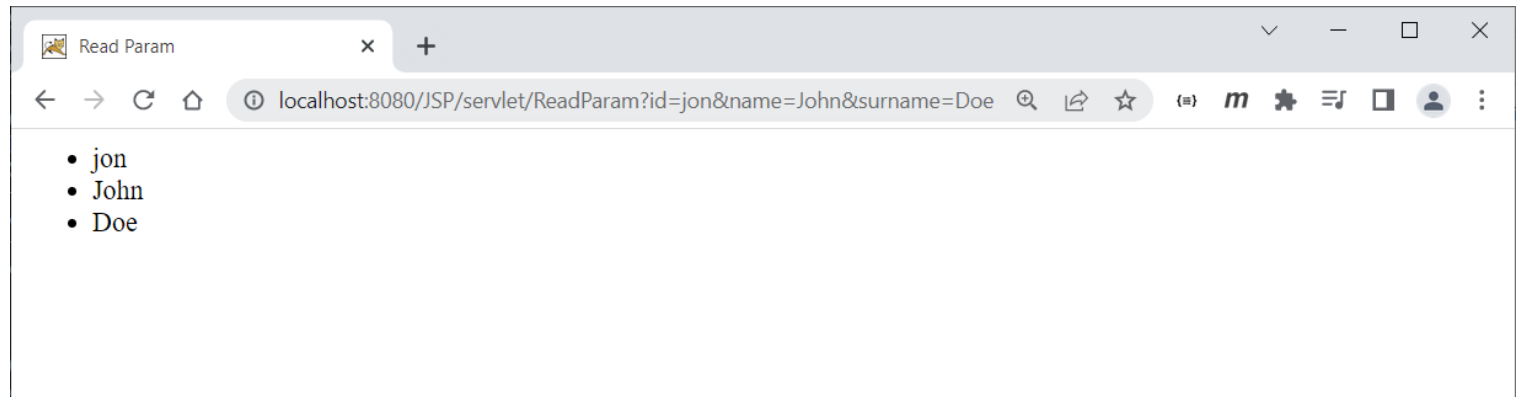 Read Param
localhost:8080/JSP/servlet/ReadParam?id=jon&name=John&surname=Doe
{≡} m
• jon
• John
• Doe